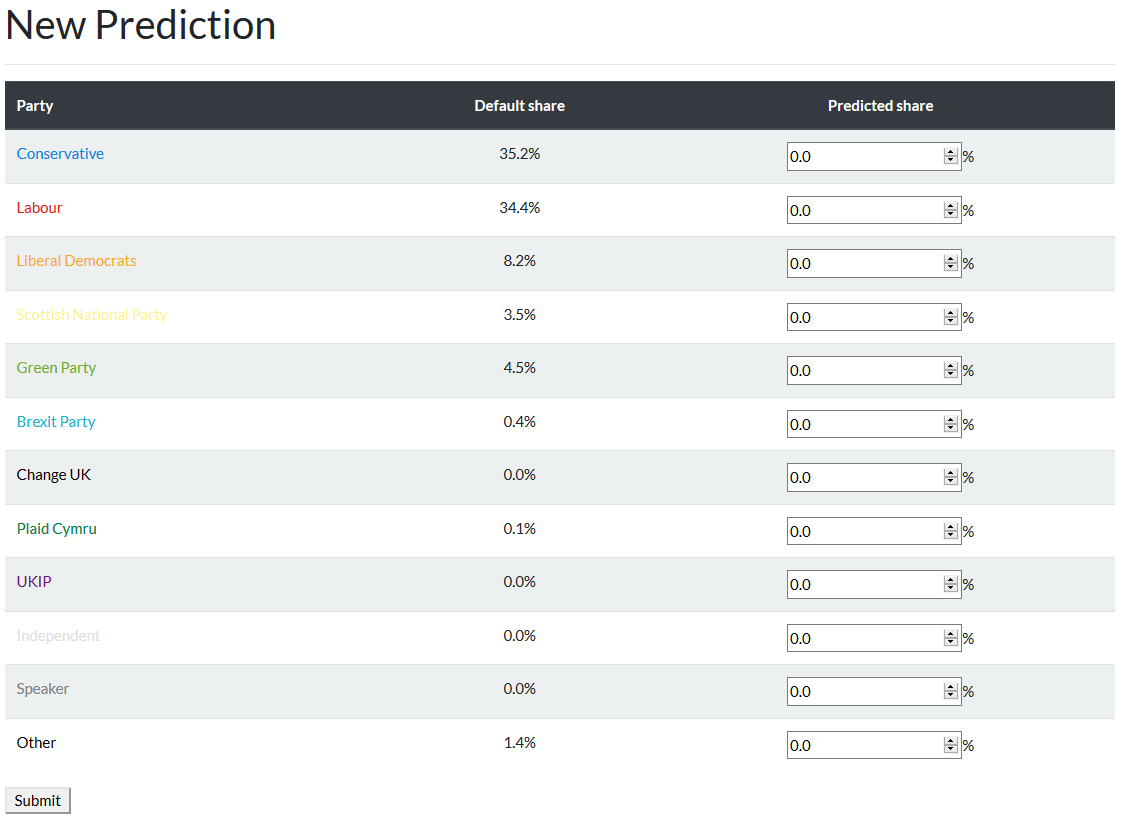 New Prediction
Party Default share Predicted share
Conservative 35.2% 0.0 %
Labour 34.4% 0.0 %
Liberal Democrats 8.2% 0.0 %
Scottish National Party 3.5% 0.0 %
Green Party 4.5% 0.0 %
Brexit Party 0.4% 0.0 %
Change UK 0.0% 0.0 %
Plaid Cymru 0.1% 0.0 %
UKIP 0.0% 0.0 %
Independent 0.0% 0.0 %
Speaker 0.0% 0.0 %
Other 1.4% 0.0 %
Submit